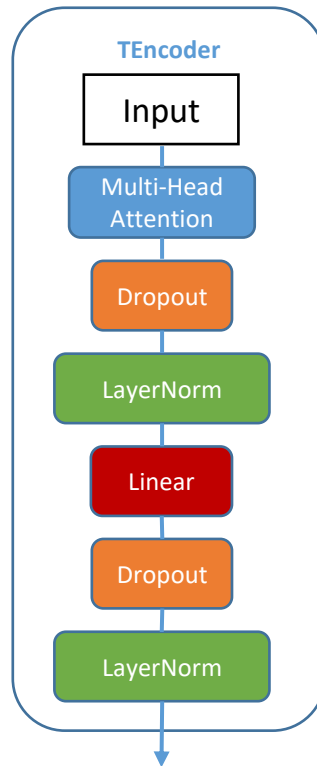 TEncoder
Input
Multi-Head
Attention
Dropout
LayerNorm
Linear
Dropout
LayerNorm